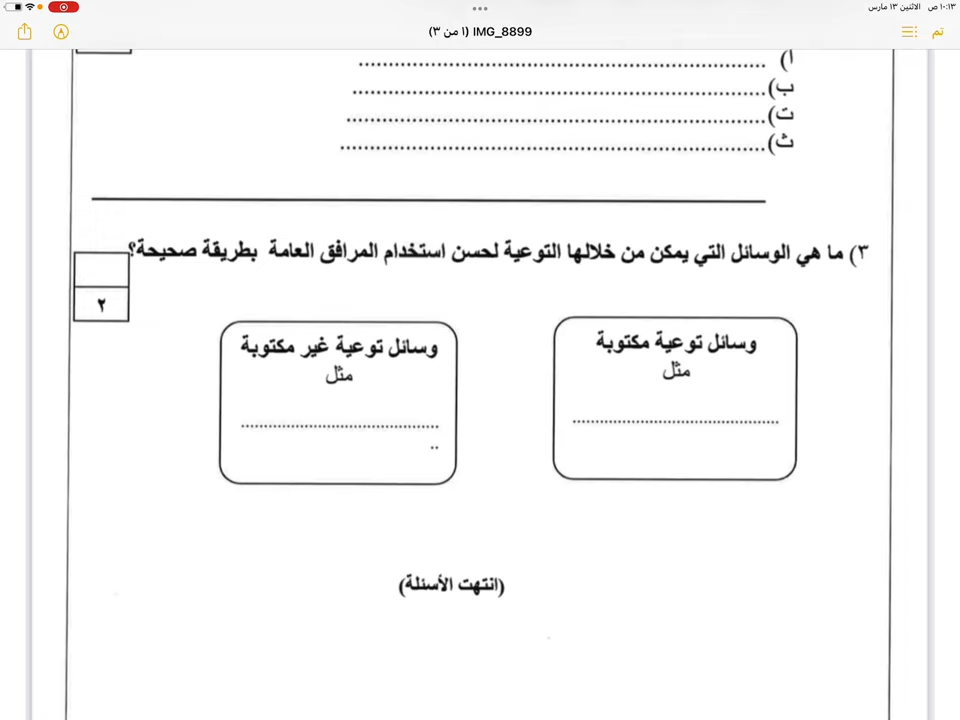 ١٠:١٣ ص الاثنين ١٣ مارس
IMG_8899 (١ من ٣)
تم
أ) ................................................................
ب) ................................................................
ت) ................................................................
ث) ................................................................
٣) ما هي الوسائل التي يمكن من خلالها التوعية لحسن استخدام المرافق العامة بطريقة صحيحة؟
٢
وسائل توعية مكتوبة
مثل
................................................
وسائل توعية غير مكتوبة
مثل
................................................
..
(انتهت الأسئلة)